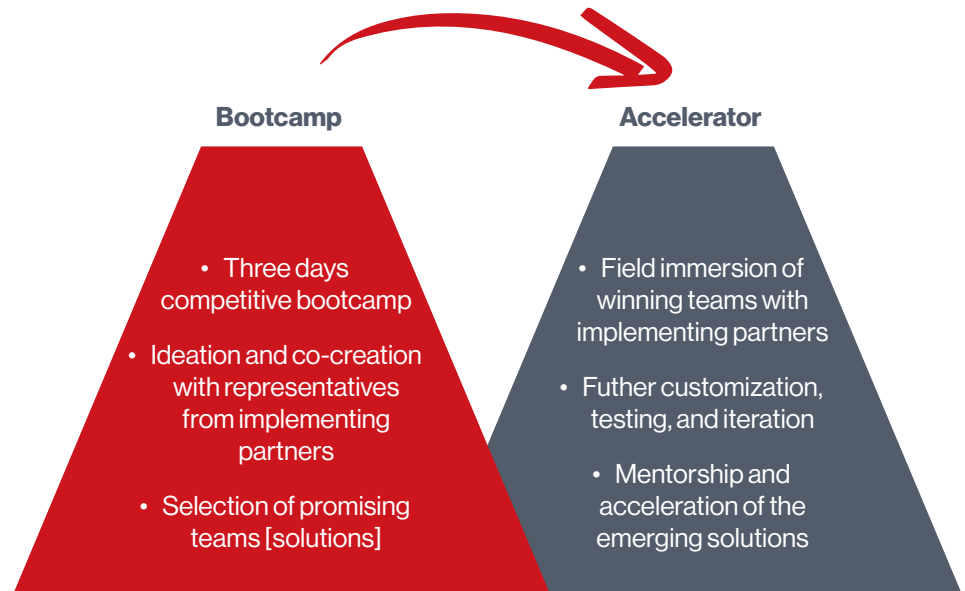 Bootcamp
• Three days
competitive bootcamp
• Ideation and co-creation
with representatives
from implementing
partners
• Selection of promising
teams [solutions]
Accelerator
• Field immersion of
winning teams with
implementing partners
• Futher customization,
testing, and iteration
• Mentorship and
acceleration of the
emerging solutions